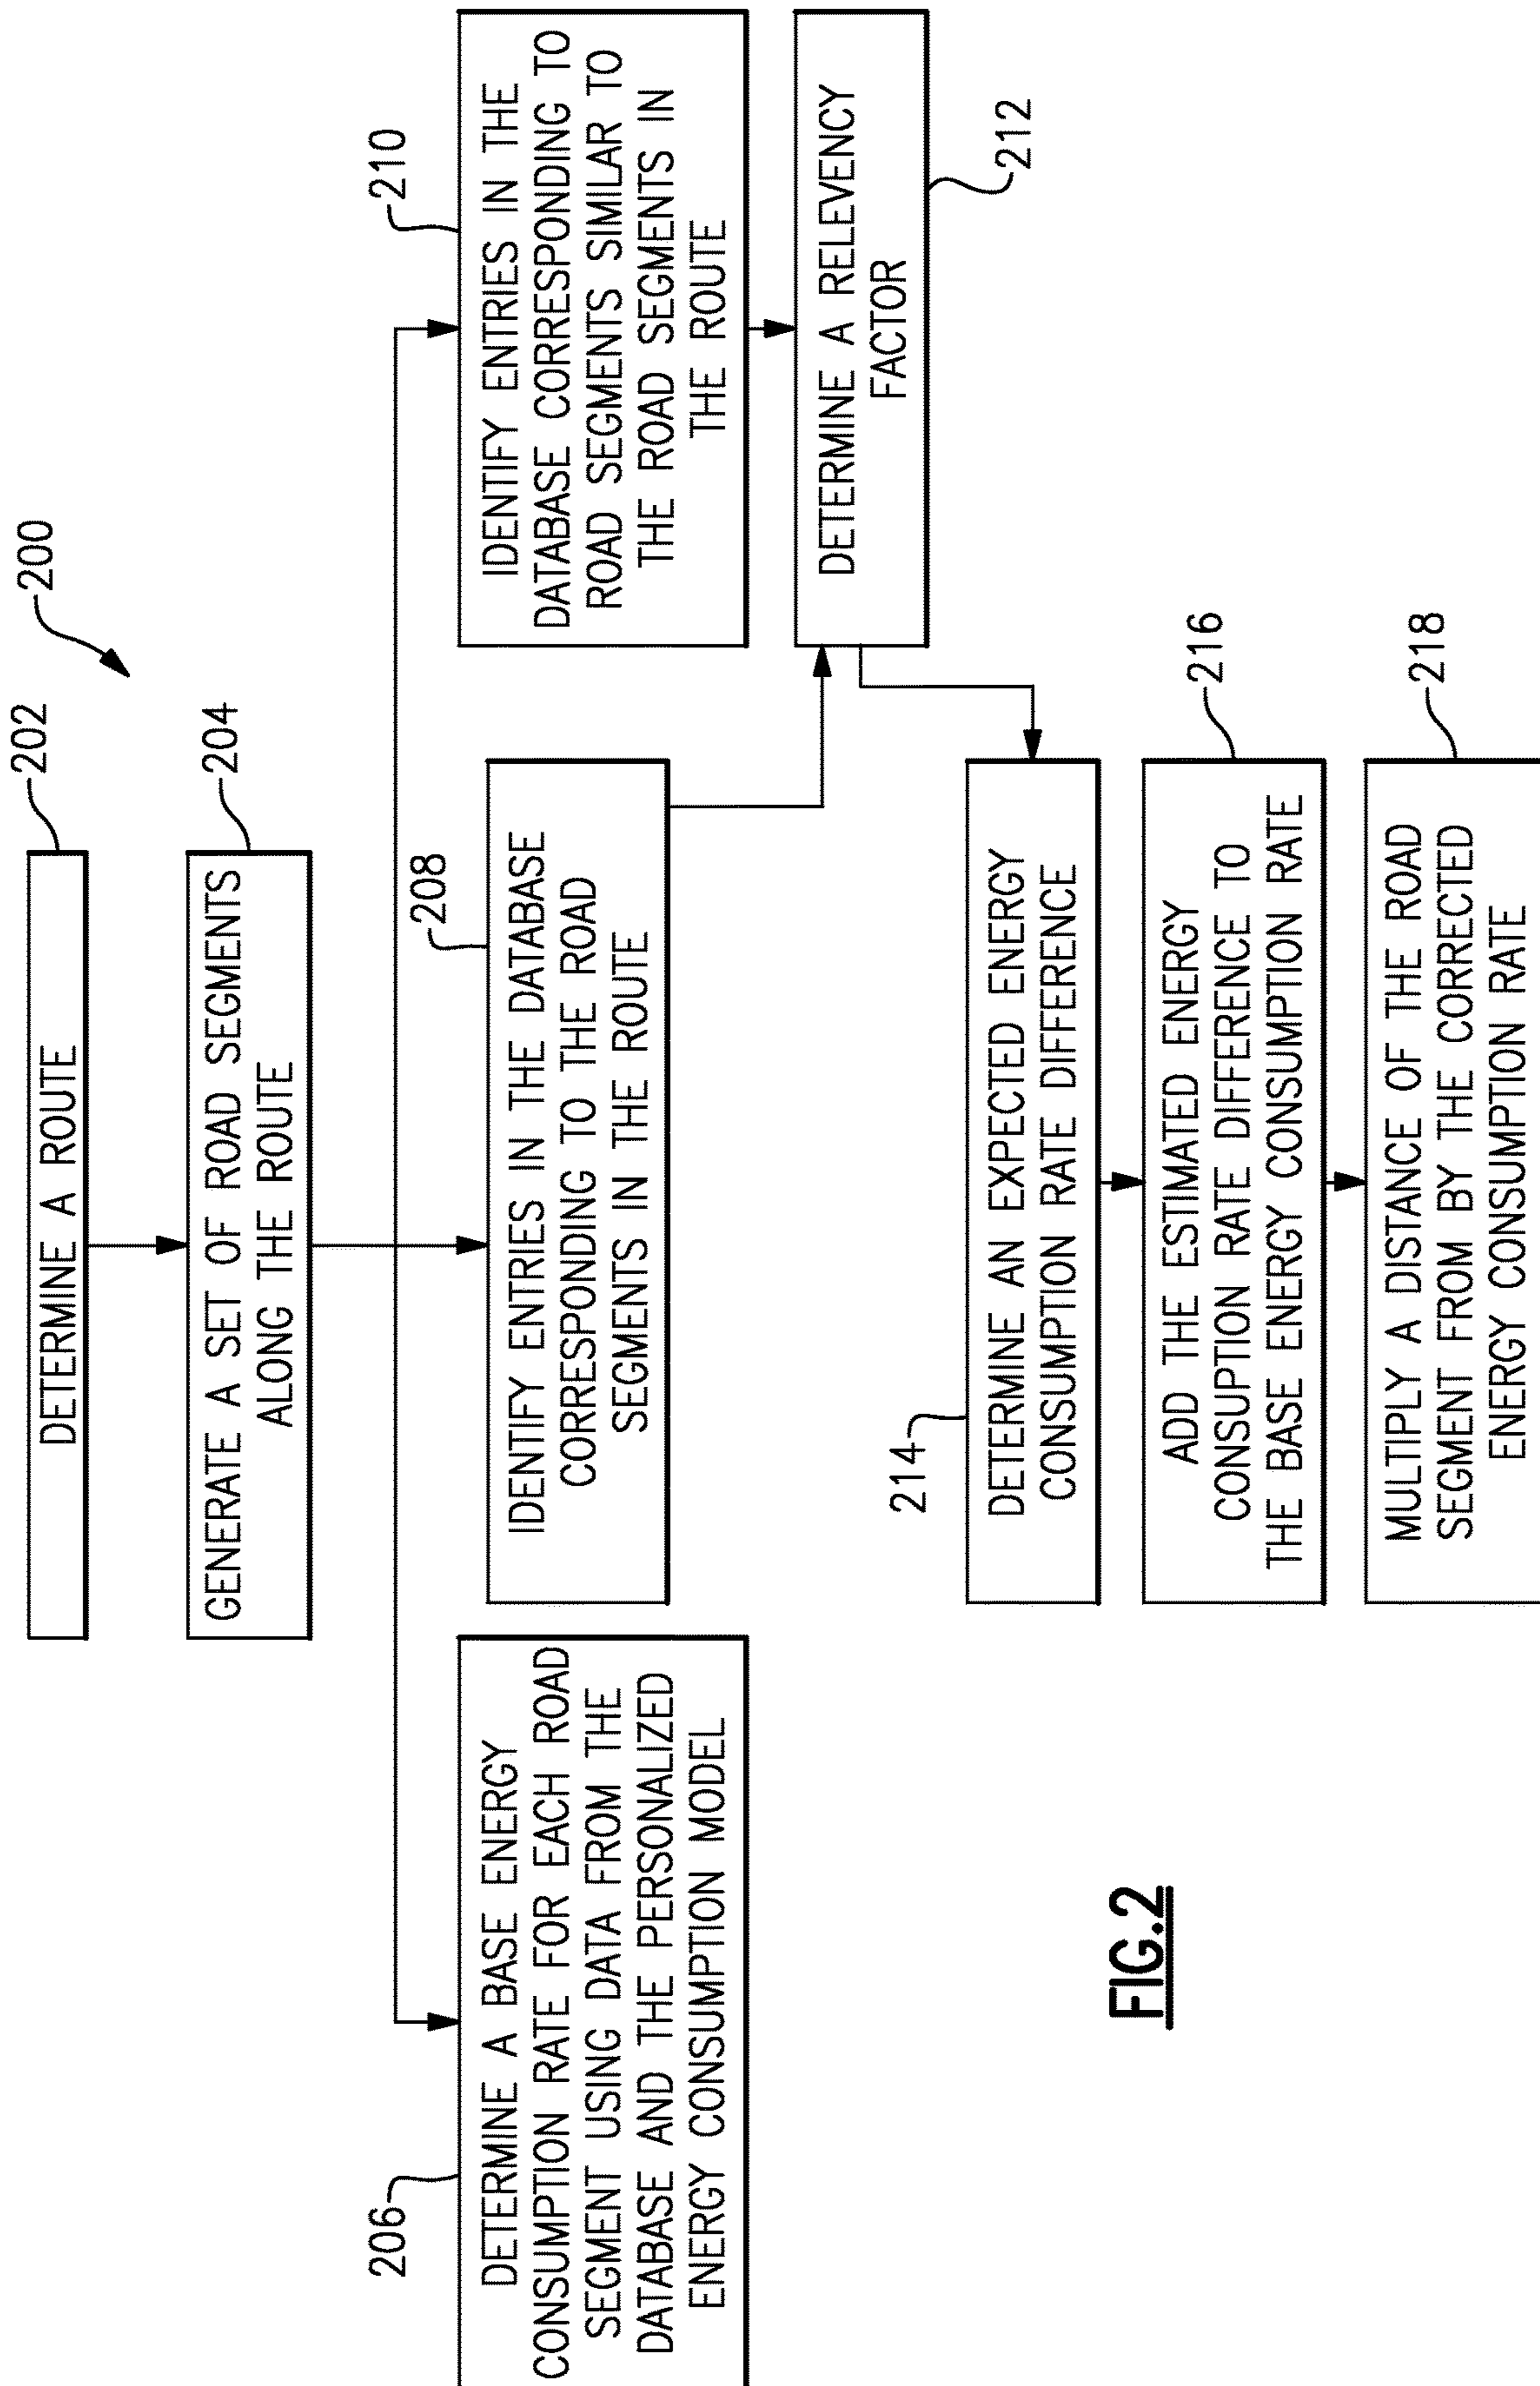 200
202
DETERMINE A ROUTE
204
GENERATE A SET OF ROAD SEGMENTS
ALONG THE ROUTE
206
DETERMINE A BASE ENERGY
CONSUMPTION RATE FOR EACH ROAD
SEGMENT USING DATA FROM THE
DATABASE AND THE PERSONALIZED
ENERGY CONSUMPTION MODEL
208
IDENTIFY ENTRIES IN THE DATABASE
CORRESPONDING TO THE ROAD
SEGMENTS IN THE ROUTE
210
IDENTIFY ENTRIES IN THE
DATABASE CORRESPONDING TO
ROAD SEGMENTS SIMILAR TO
THE ROAD SEGMENTS IN
THE ROUTE
DETERMINE A RELEVENCY
FACTOR
212
214
DETERMINE AN EXPECTED ENERGY
CONSUMPTION RATE DIFFERENCE
ADD THE ESTIMATED ENERGY
CONSUPTION RATE DIFFERENCE TO
THE BASE ENERGY CONSUMPTION RATE
216
MULTIPLY A DISTANCE OF THE ROAD
SEGMENT FROM BY THE CORRECTED
ENERGY CONSUMPTION RATE
218
FIG.2